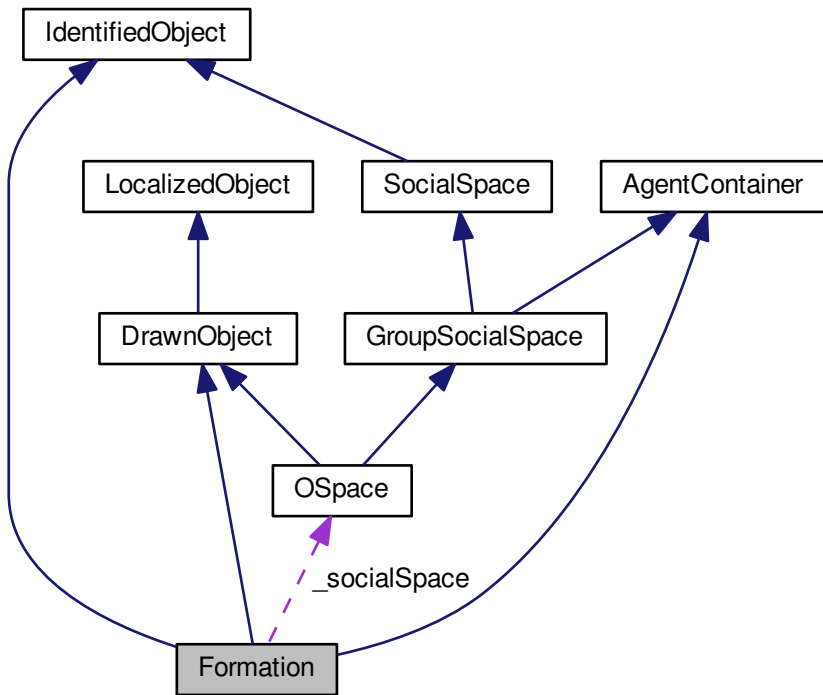 IdentifiedObject
LocalizedObject
SocialSpace
AgentContainer
DrawnObject
GroupSocialSpace
OSpace
_socialSpace
Formation